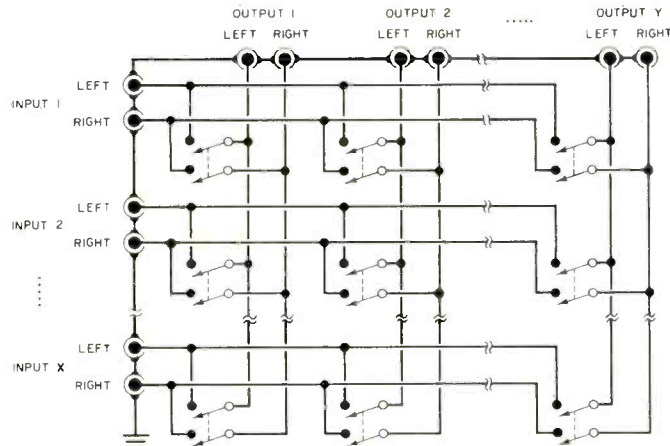 OUTPUT 1 OUTPUT 2 ..... OUTPUT Y
LEFT RIGHT LEFT RIGHT LEFT RIGHT
LEFT
INPUT 1
RIGHT
LEFT
INPUT 2
RIGHT
LEFT
INPUT X
RIGHT